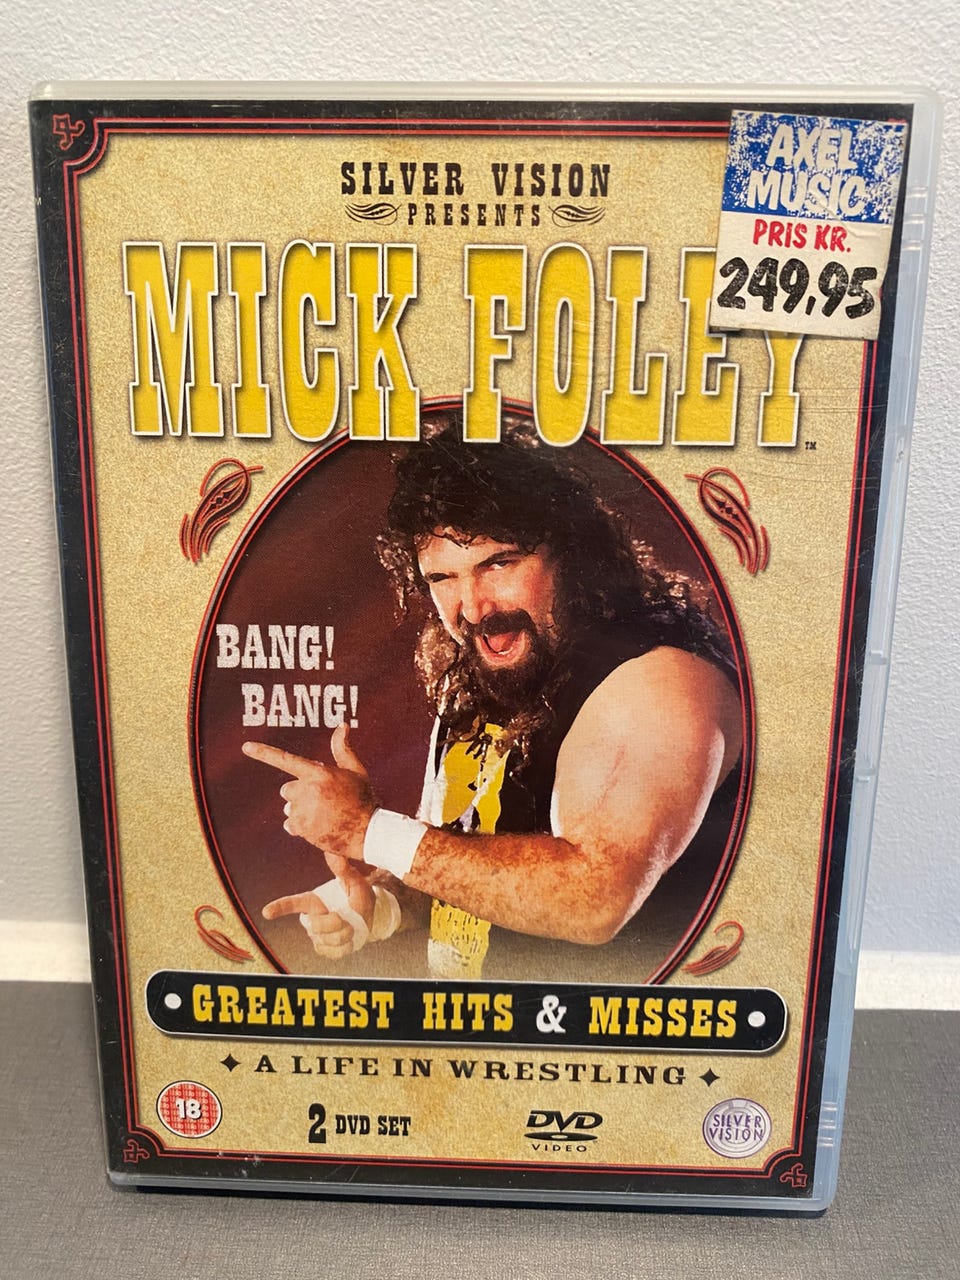 SILVER VISION
PRESENTS
AXEL
MUSIC
PRIS KR.
249,95
MICK FOLEY
TM
BANG!
BANG!
GREATEST HITS & MISSES
A LIFE IN WRESTLING
18
2 DVD SET
DVD
VIDEO
SILVER
VISION